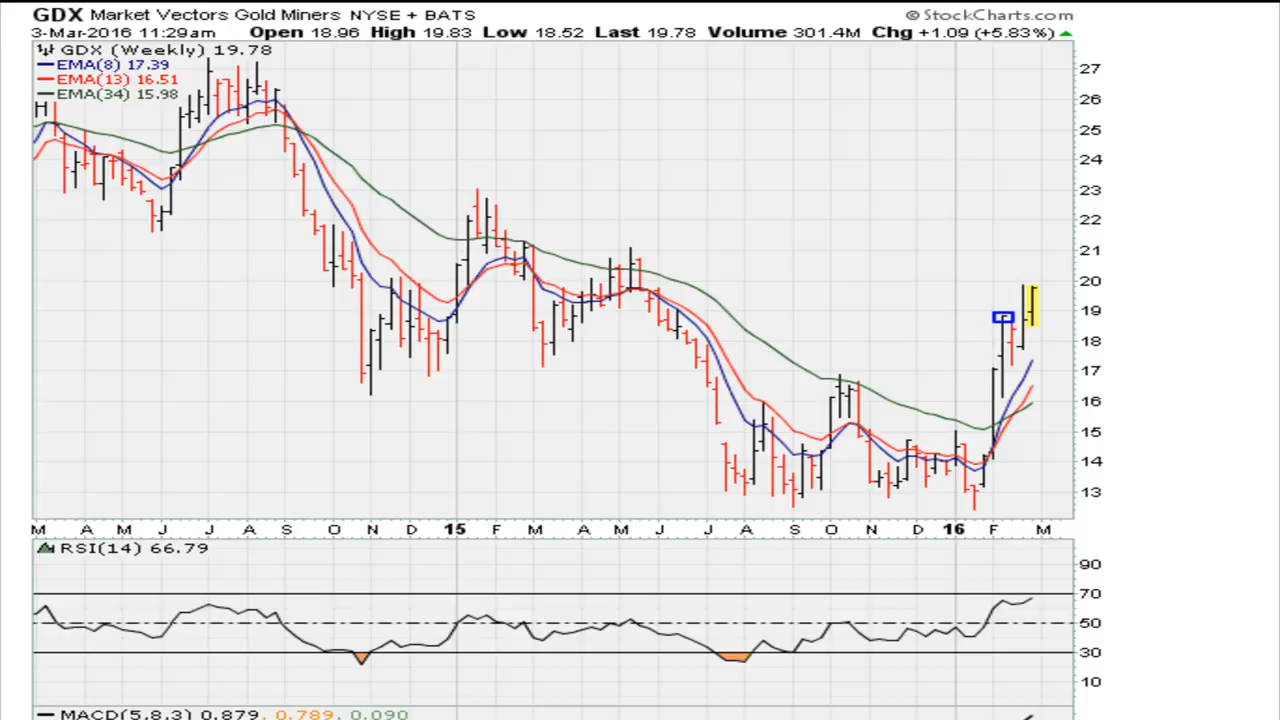 GDX Market Vectors Gold Miners NYSE + BATS
© StockCharts.com
3-Mar-2016 11:29am Open 18.96 High 19.83 Low 18.52 Last 19.78 Volume 301.4M Chg +1.09 (+5.83%)
GDX (Weekly) 19.78
EMA(8) 17.39
EMA(13) 16.51
EMA(34) 15.98
27
26
25
24
23
22
21
20
19
18
17
16
15
14
13
M A M J J A S O N D 15 F M A M J J A S O N D 16 F M
RSI(14) 66.79
90
70
50
30
10
MACD(5,8,3) 0.879, 0.789, 0.090